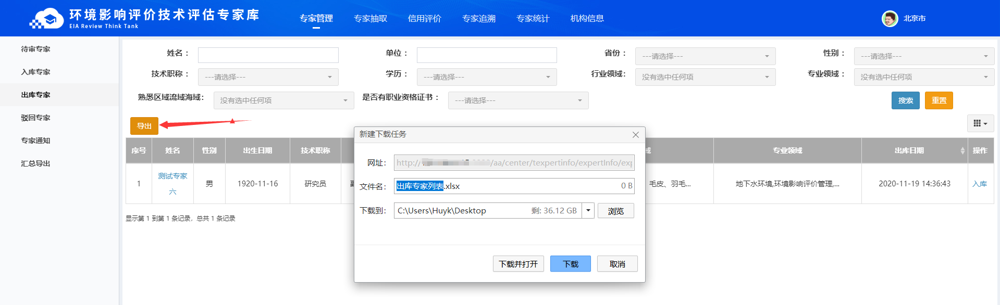 环境影响评价技术评估专家库
EIA Review Think Tank
专家管理 专家抽取 信用评价 专家追溯 专家统计 机构信息
北京市
待审专家
入库专家
出库专家
驳回专家
专家通知
汇总导出
姓名： 单位： 省份： ---请选择--- 性别： ---请选择---
技术职称： ---请选择--- 学历： ---请选择--- 行业领域： 没有选中任何项 专业领域： 没有选中任何项
熟悉区域流域海域： 没有选中任何项 是否有职业资格证书： ---请选择---
搜索 重置
导出
序号 姓名 性别 出生日期 技术职称 域 专业领域 出库日期 操作
1 测试专家六 男 1920-11-16 研究员 毛皮、羽毛... 地下水环境,环境影响评价管理,... 2020-11-19 14:36:43 入库
显示第 1 到第 1 条记录，总共 1 条记录
新建下载任务
网址： http:// /aa/center/texpertinfo/expertInfo/exp
文件名： 出库专家列表.xlsx 0 B
下载到： C:\Users\Huyk\Desktop 剩: 36.12 GB 浏览
下载并打开 下载 取消